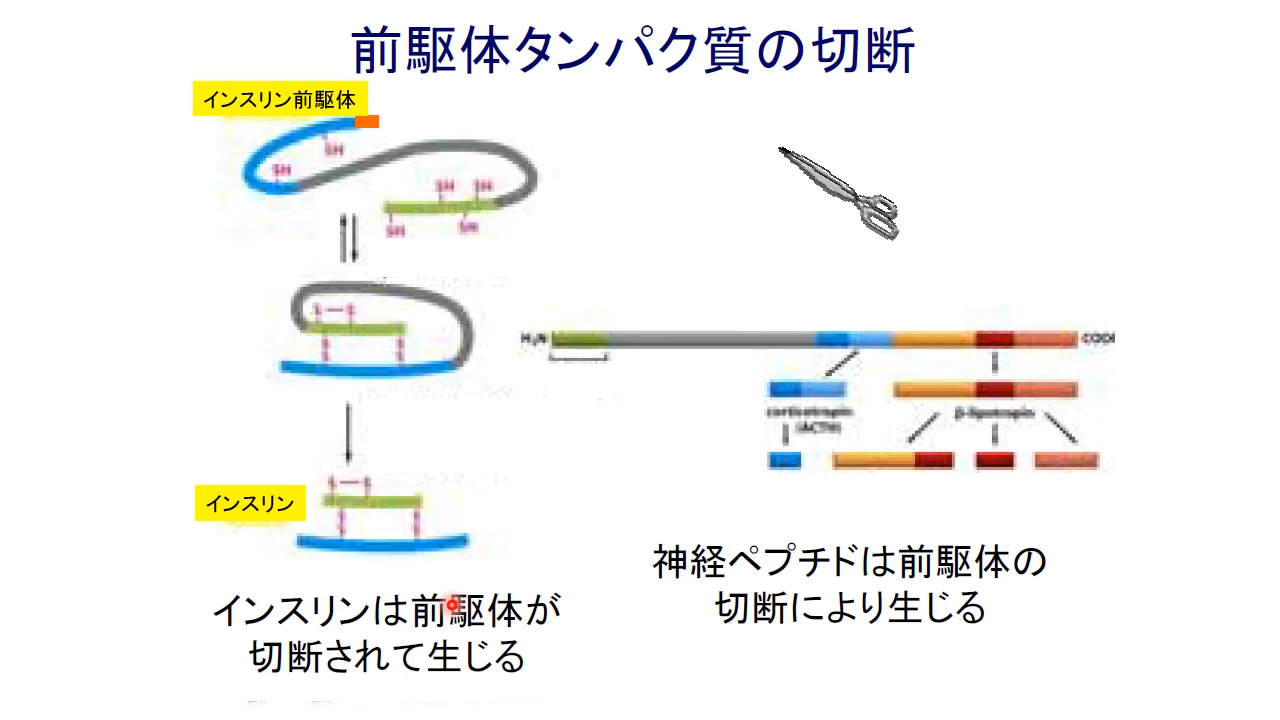 前駆体タンパク質の切断
インスリン前駆体
SH
SH
SH
SH
SH
SH
S
S
S
S
S
S
H₂N
corticotropin
(ACTH)
β-lipotropin
インスリン
S
S
S
S
S
S
インスリンは前駆体が
切断されて生じる
神経ペプチドは前駆体の
切断により生じる